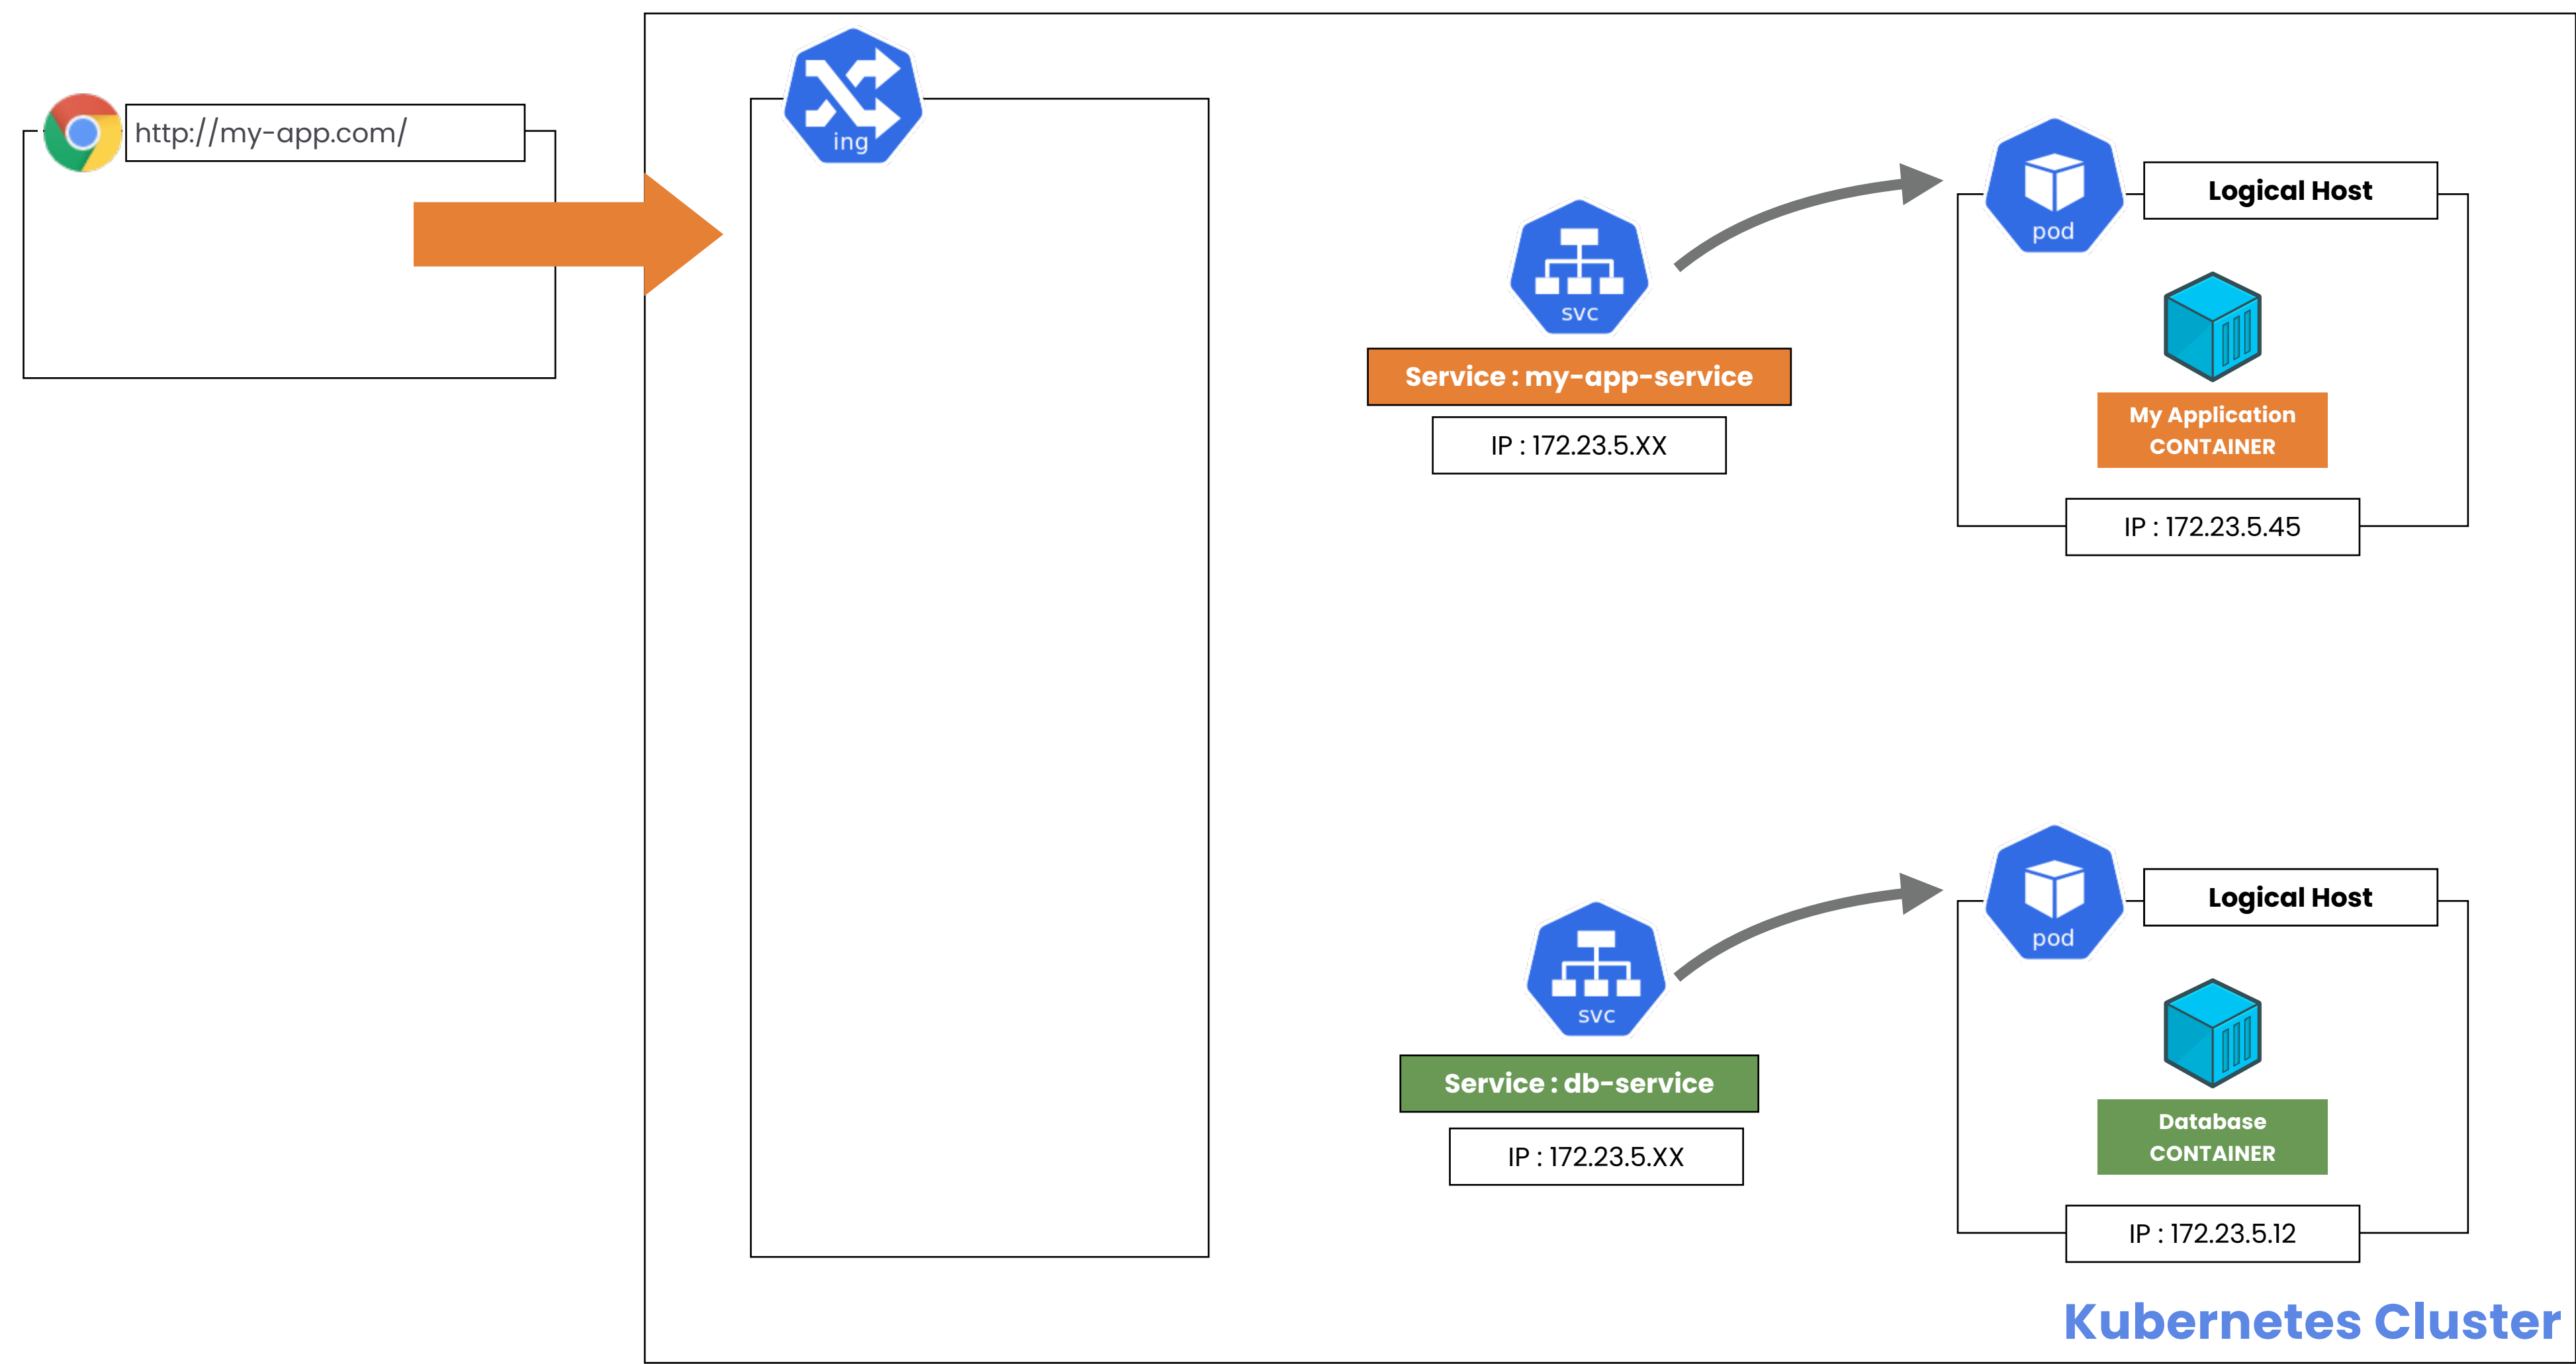 http://my-app.com/
ing
svc
Service : my-app-service
IP : 172.23.5.XX
pod
Logical Host
My Application
CONTAINER
IP : 172.23.5.45
svc
Service : db-service
IP : 172.23.5.XX
pod
Logical Host
Database
CONTAINER
IP : 172.23.5.12
Kubernetes Cluster